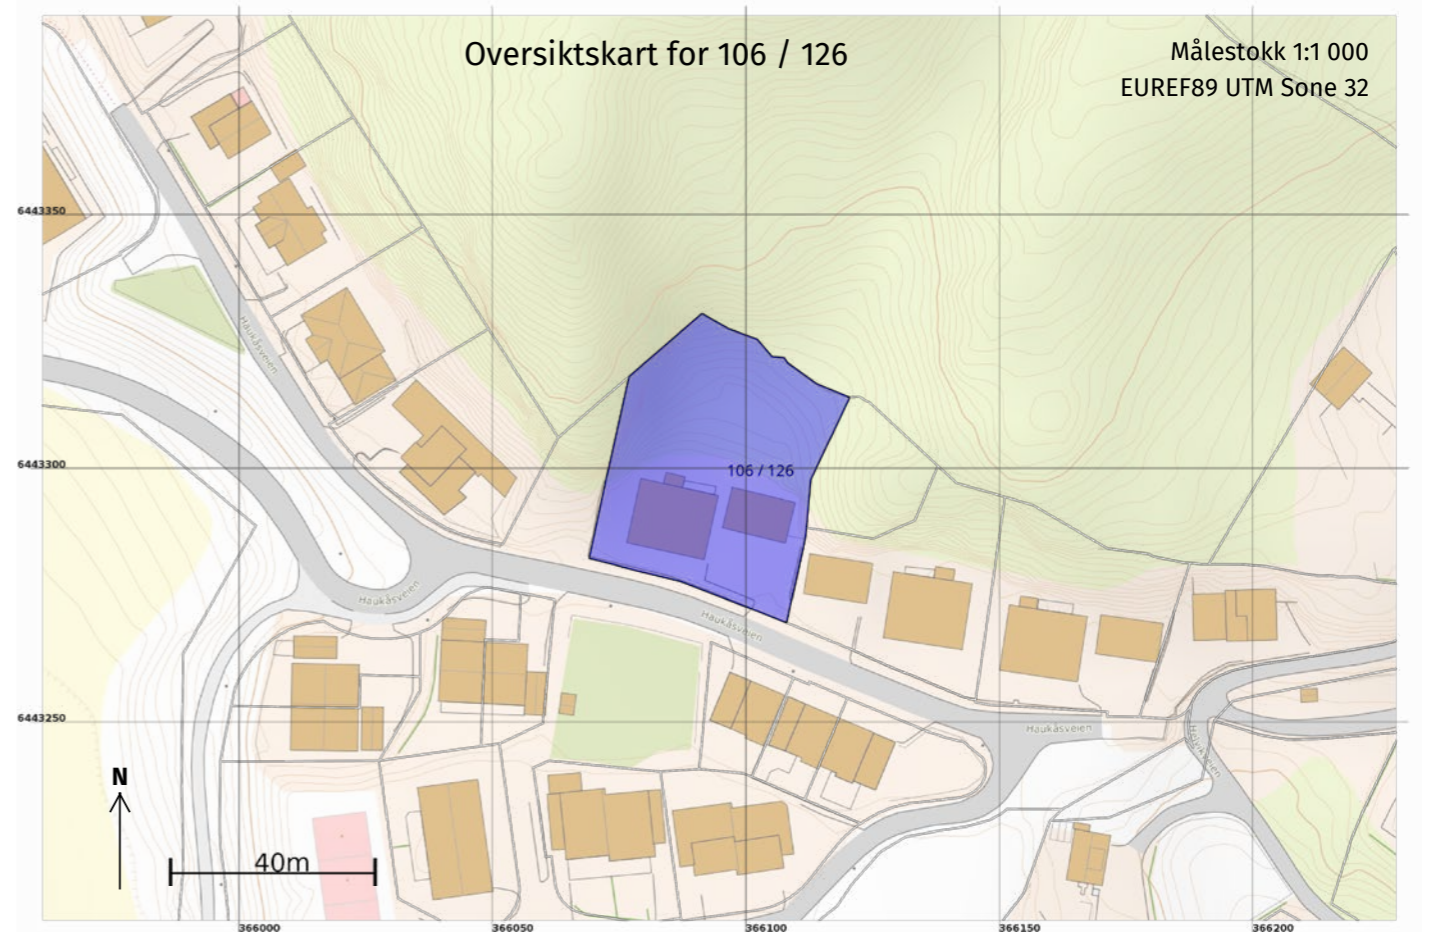 Oversiktskart for 106 / 126
Målestokk 1:1 000
EUREF89 UTM Sone 32
6443350
Haukåsveien
6443300
106 / 126
Haukåsveien
Haukåsveien
6443250
Haukåsveien
Heivikveien
N
40m
366000
366050
366100
366150
366200